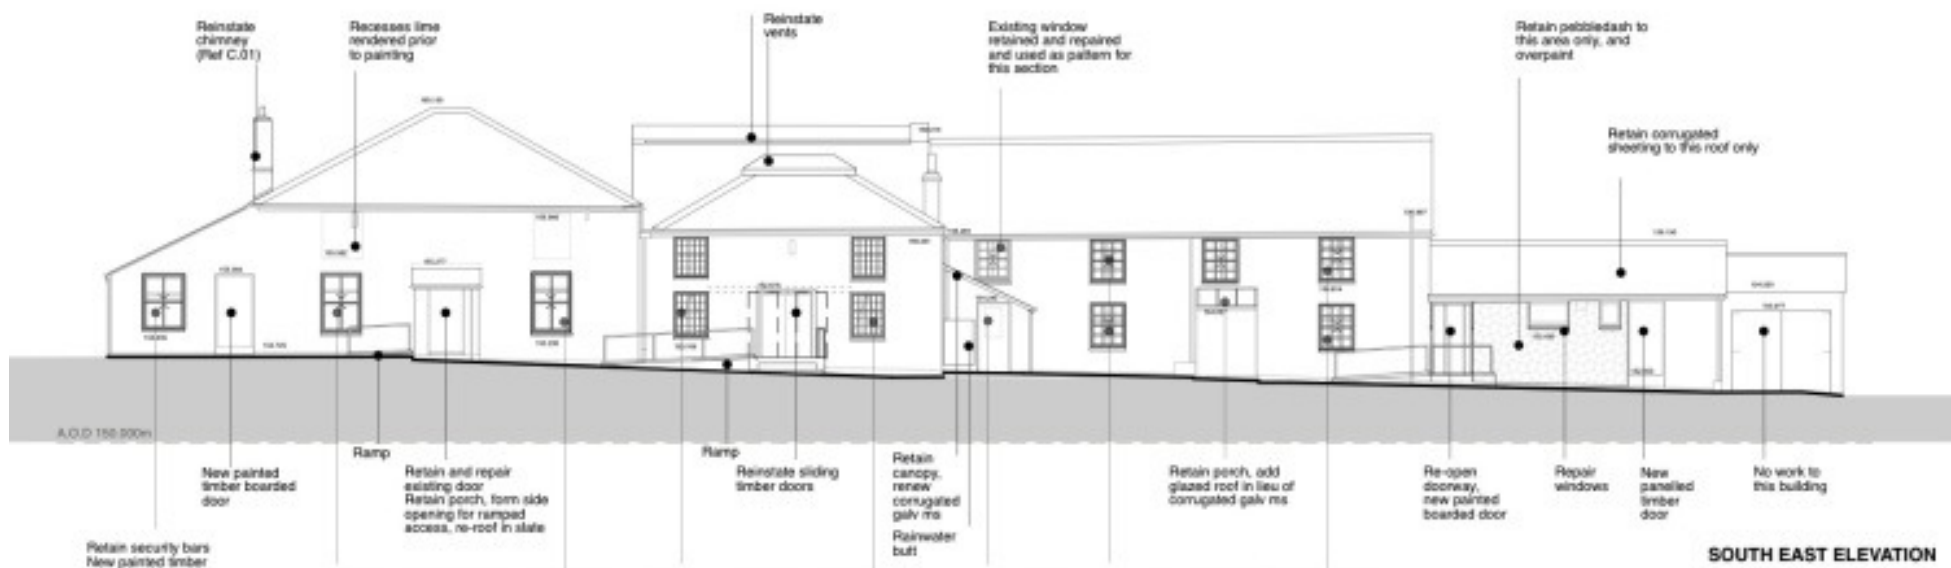 Reinstate
chimney
(Ref C.01)
Recesses lime
rendered prior
to painting
Reinstate
vents
Existing window
retained and repaired
and used as pattern for
this section
Retain pebbledash to
this area only, and
overpaint
Retain corrugated
sheeting to this roof only
A.O.D 150.000m
New painted
timber boarded
door
Ramp
Retain and repair
existing door
Retain porch, form side
opening for ramped
access, re-roof in slate
Ramp
Reinstate sliding
timber doors
Retain
canopy,
renew
corrugated
galv ms
Rainwater
butt
Retain porch, add
glazed roof in lieu of
corrugated galv ms
Re-open
doorway,
new painted
boarded door
Repair
windows
New
panelled
timber
door
No work to
this building
Retain security bars
New painted timber
SOUTH EAST ELEVATION